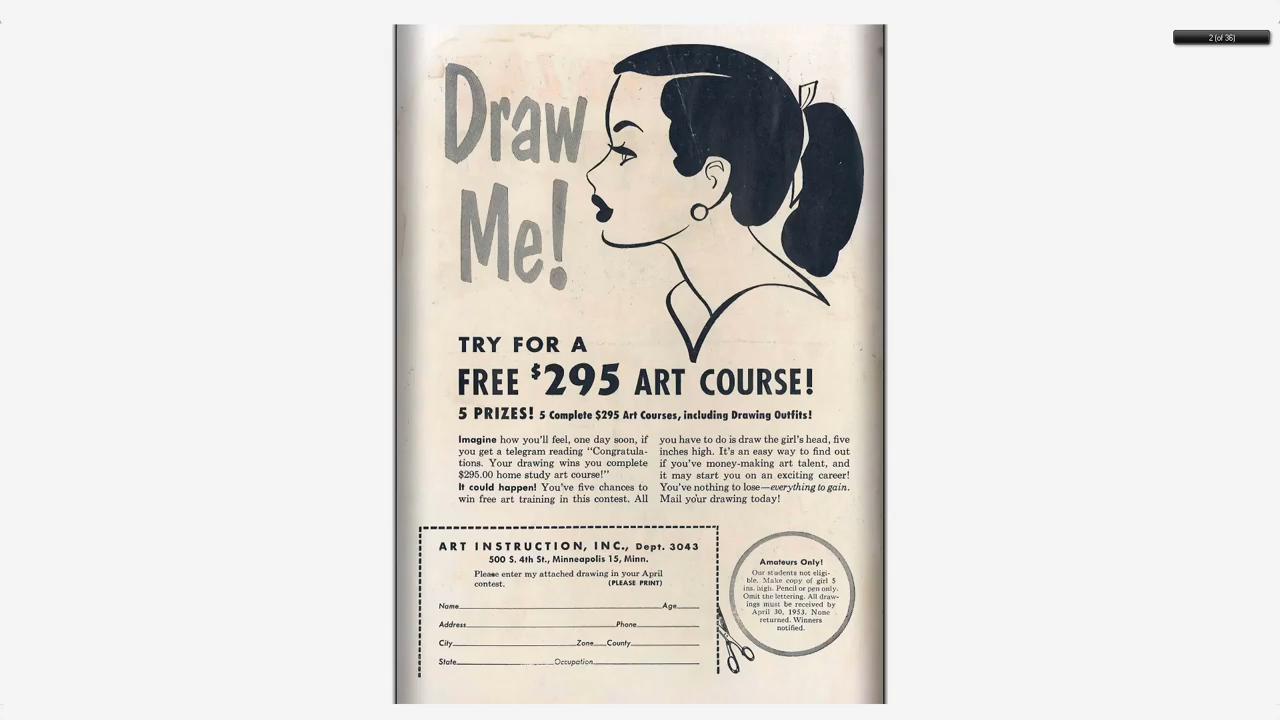 2 (of 36)
Draw
Me!
TRY FOR A
FREE $295 ART COURSE!
5 PRIZES! 5 Complete $295 Art Courses, including Drawing Outfits!
Imagine how you'll feel, one day soon, if
you get a telegram reading "Congratula-
tions. Your drawing wins you complete
$295.00 home study art course!"
It could happen! You've five chances to
win free art training in this contest. All
you have to do is draw the girl's head, five
inches high. It's an easy way to find out
if you've money-making art talent, and
it may start you on an exciting career!
You've nothing to lose—everything to gain.
Mail your drawing today!
ART INSTRUCTION, INC., Dept. 3043
500 S. 4th St., Minneapolis 15, Minn.
Please enter my attached drawing in your April
contest. (PLEASE PRINT)
Name Age
Address Phone
City Zone County
State Occupation
Amateurs Only!
Our students not eligi-
ble. Make copy of girl 5
ins. high. Pencil or pen only.
Omit the lettering. All draw-
ings must be received by
April 30, 1953. None
returned. Winners
notified.